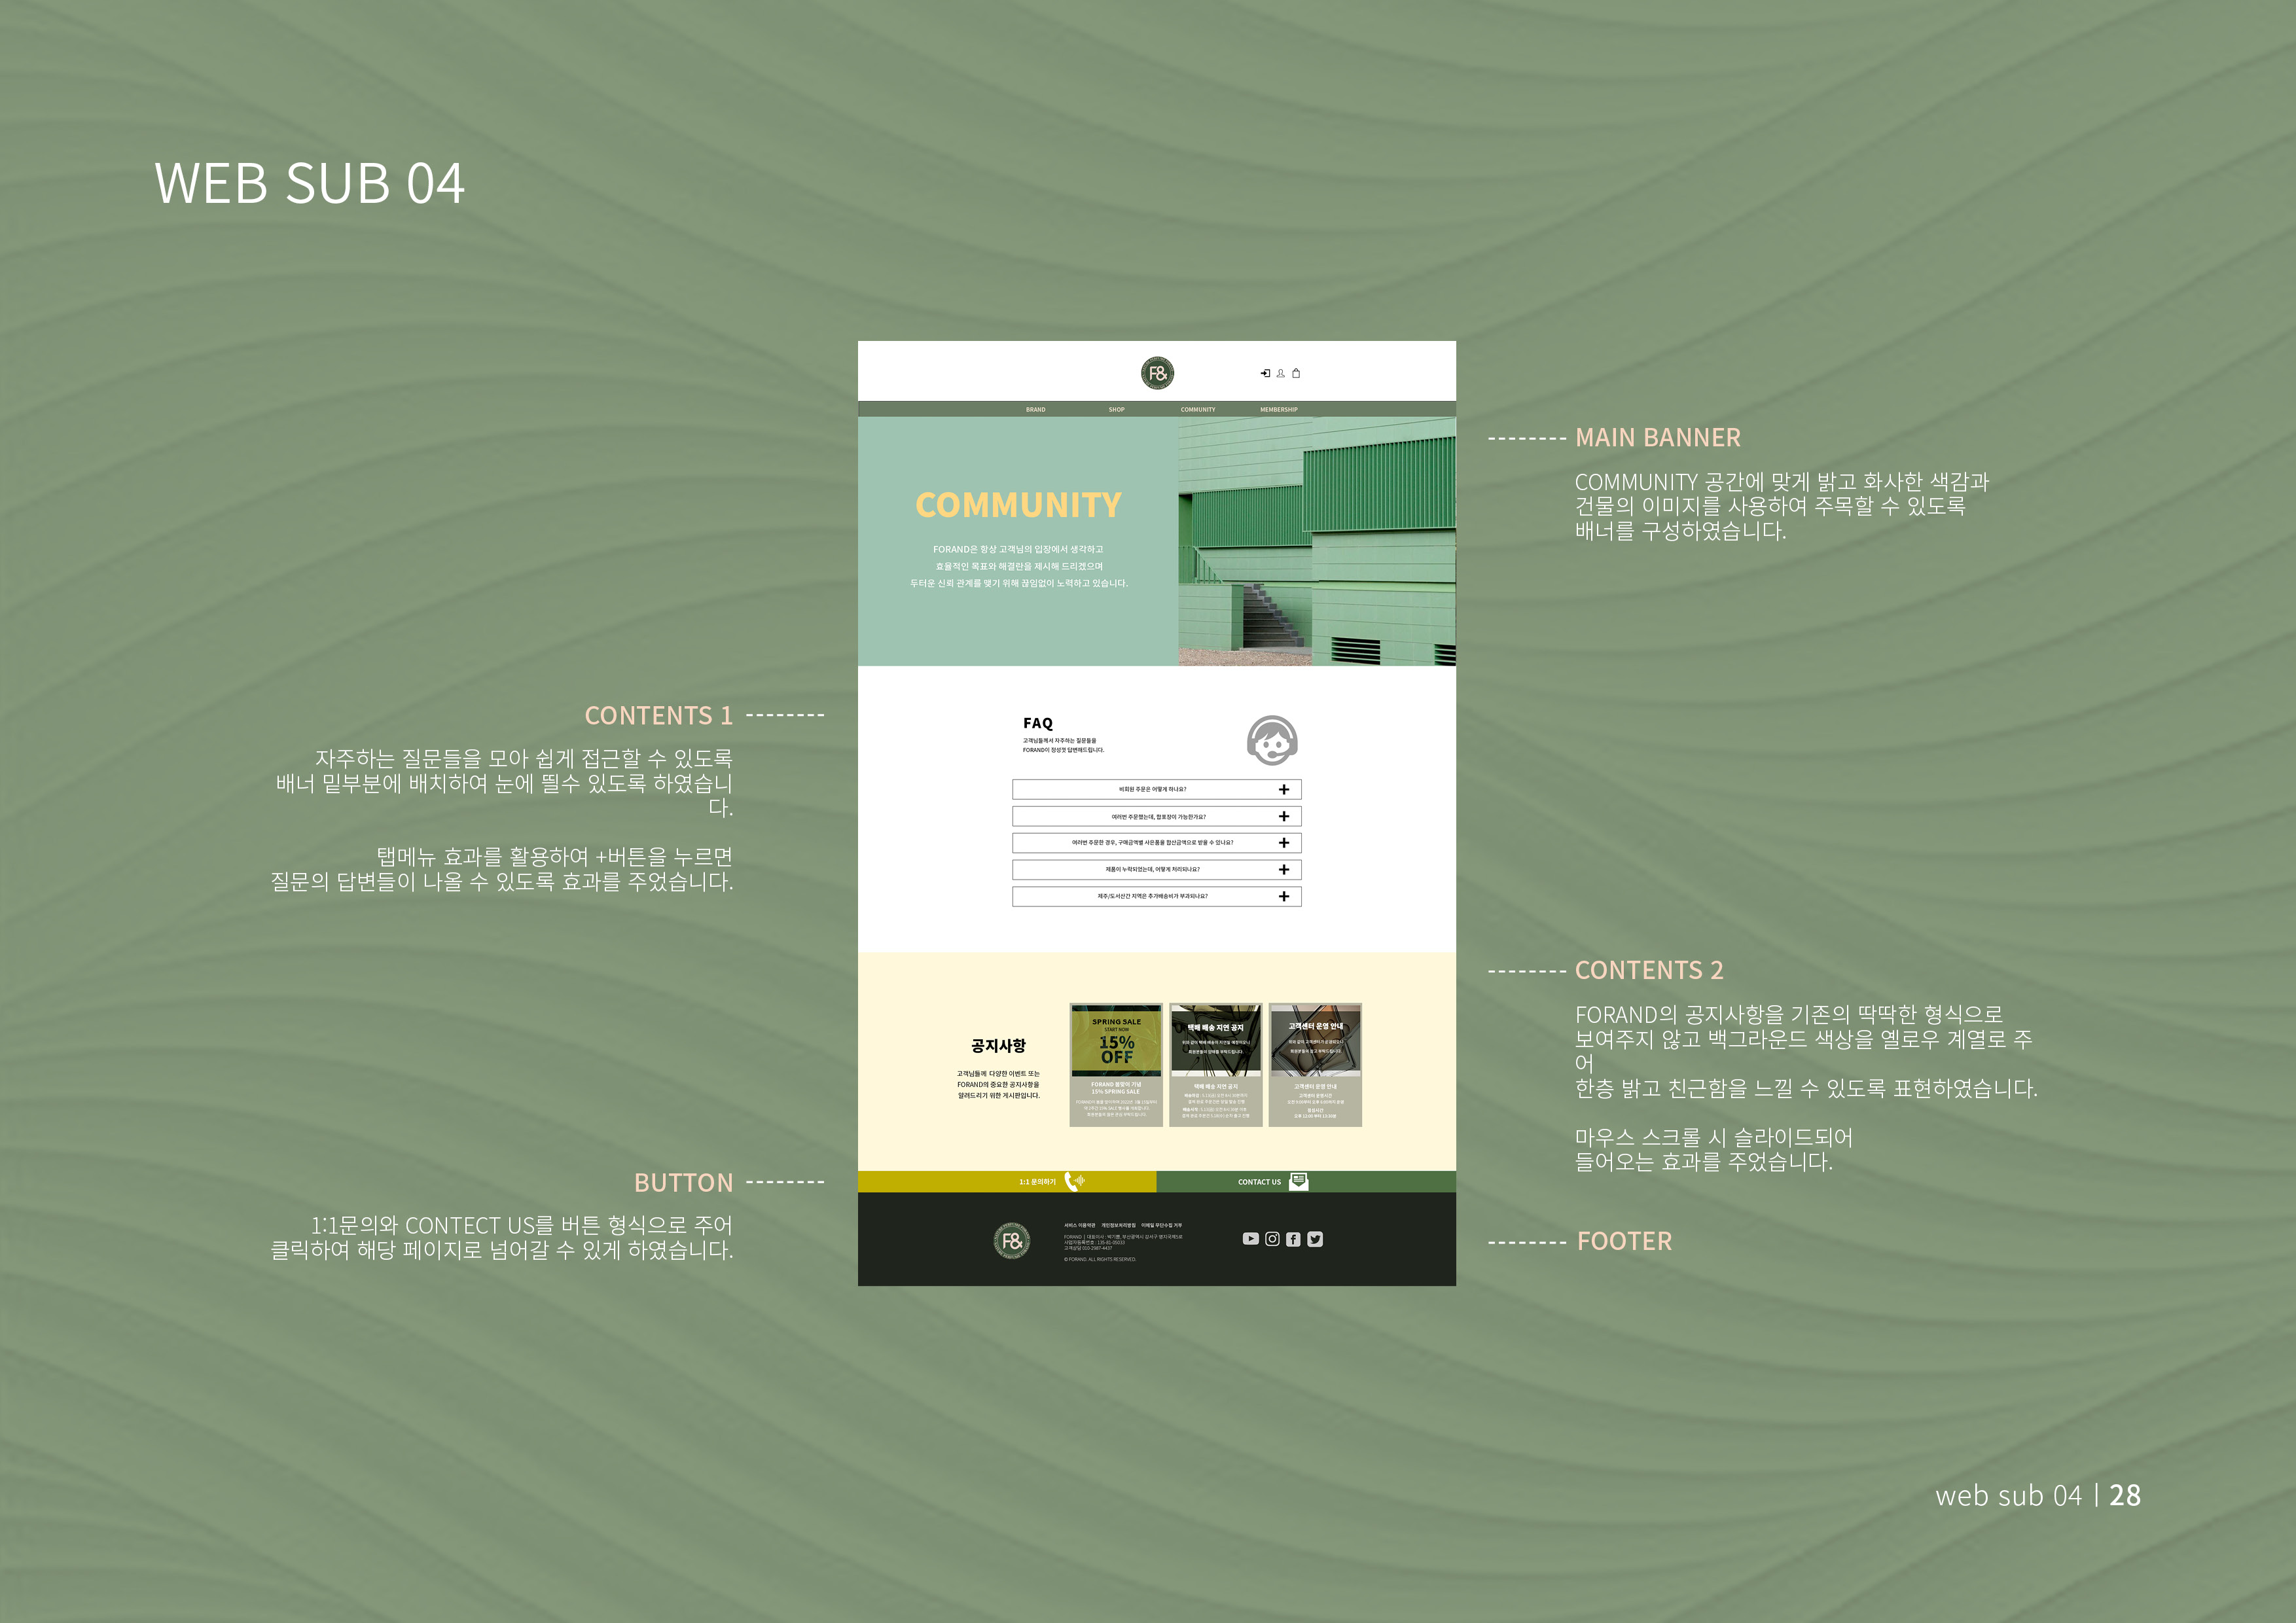 WEB SUB 04
F&
BRAND
SHOP
COMMUNITY
MEMBERSHIP
COMMUNITY
FORAND은 항상 고객님의 입장에서 생각하고
효율적인 목표와 해결란을 제시해 드리겠으며
두터운 신뢰 관계를 맺기 위해 끊임없이 노력하고 있습니다.
MAIN BANNER
COMMUNITY 공간에 맞게 밝고 화사한 색감과
건물의 이미지를 사용하여 주목할 수 있도록
배너를 구성하였습니다.
CONTENTS 1
자주하는 질문들을 모아 쉽게 접근할 수 있도록
배너 밑부분에 배치하여 눈에 띌수 있도록 하였습니
다.
탭메뉴 효과를 활용하여 +버튼을 누르면
질문의 답변들이 나올 수 있도록 효과를 주었습니다.
FAQ
고객님들께서 자주하는 질문들을
FORAND이 정성껏 답변해드립니다.
비회원 주문은 어떻게 하나요?
여러번 주문했는데, 합포장이 가능한가요?
여러번 주문한 경우, 구매금액별 사은품을 합산금액으로 받을 수 있나요?
제품이 누락되었는데, 어떻게 처리되나요?
제주/도서산간 지역은 추가배송비가 부과되나요?
CONTENTS 2
FORAND의 공지사항을 기존의 딱딱한 형식으로
보여주지 않고 백그라운드 색상을 옐로우 계열로 주
어
한층 밝고 친근함을 느낄 수 있도록 표현하였습니다.
마우스 스크롤 시 슬라이드되어
들어오는 효과를 주었습니다.
공지사항
고객님들께 다양한 이벤트 또는
FORAND의 중요한 공지사항을
알려드리기 위한 게시판입니다.
SPRING SALE
START NOW
15%
OFF
FORAND 봄맞이 기념
15% SPRING SALE
택배 배송 지연 공지
택배 배송 지연 공지
고객센터 운영 안내
고객센터 운영 안내
고객센터 운영시간
점심시간
BUTTON
1:1문의와 CONTECT US를 버튼 형식으로 주어
클릭하여 해당 페이지로 넘어갈 수 있게 하였습니다.
1:1 문의하기
CONTACT US
FOOTER
F&
서비스 이용약관 개인정보처리방침 이메일 무단수집 거부
© FORAND. ALL RIGHTS RESERVED.
web sub 04 | 28